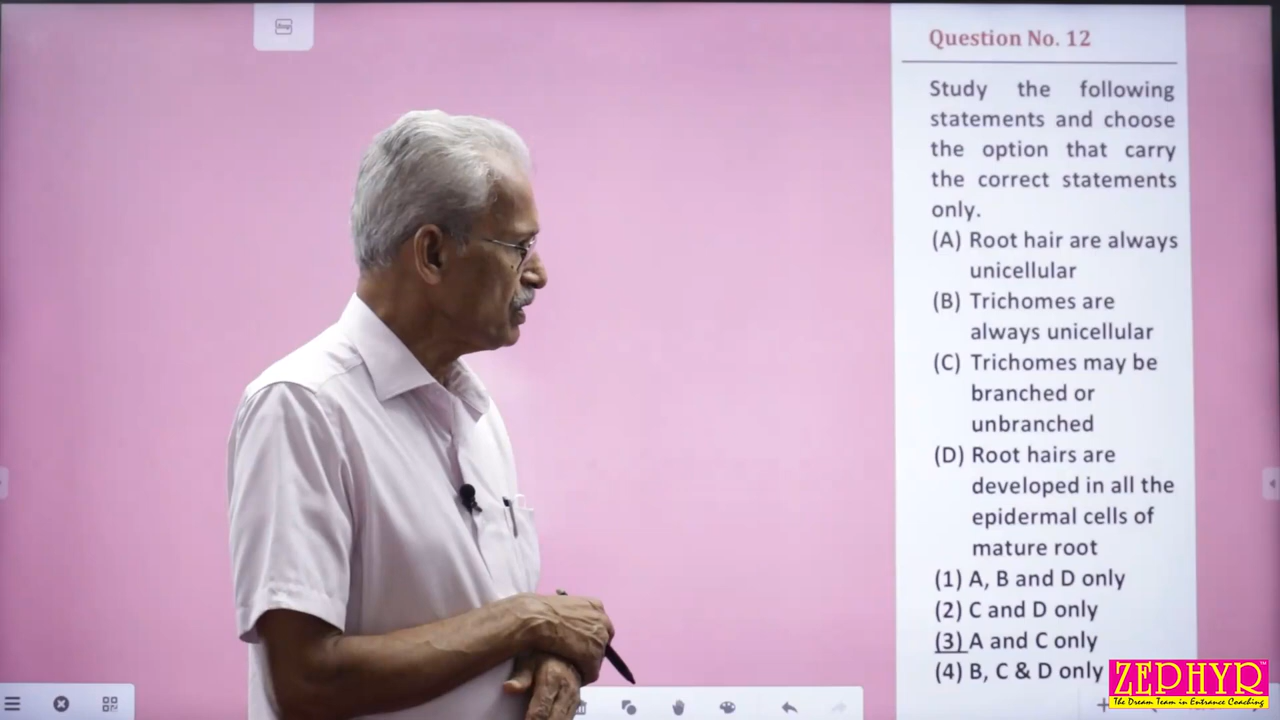 Question No. 12
Study the following
statements and choose
the option that carry
the correct statements
only.
(A) Root hair are always
unicellular
(B) Trichomes are
always unicellular
(C) Trichomes may be
branched or
unbranched
(D) Root hairs are
developed in all the
epidermal cells of
mature root
(1) A, B and D only
(2) C and D only
(3) A and C only
(4) B, C & D only
ZEPHYR™
The Dream Team in Entrance Coaching